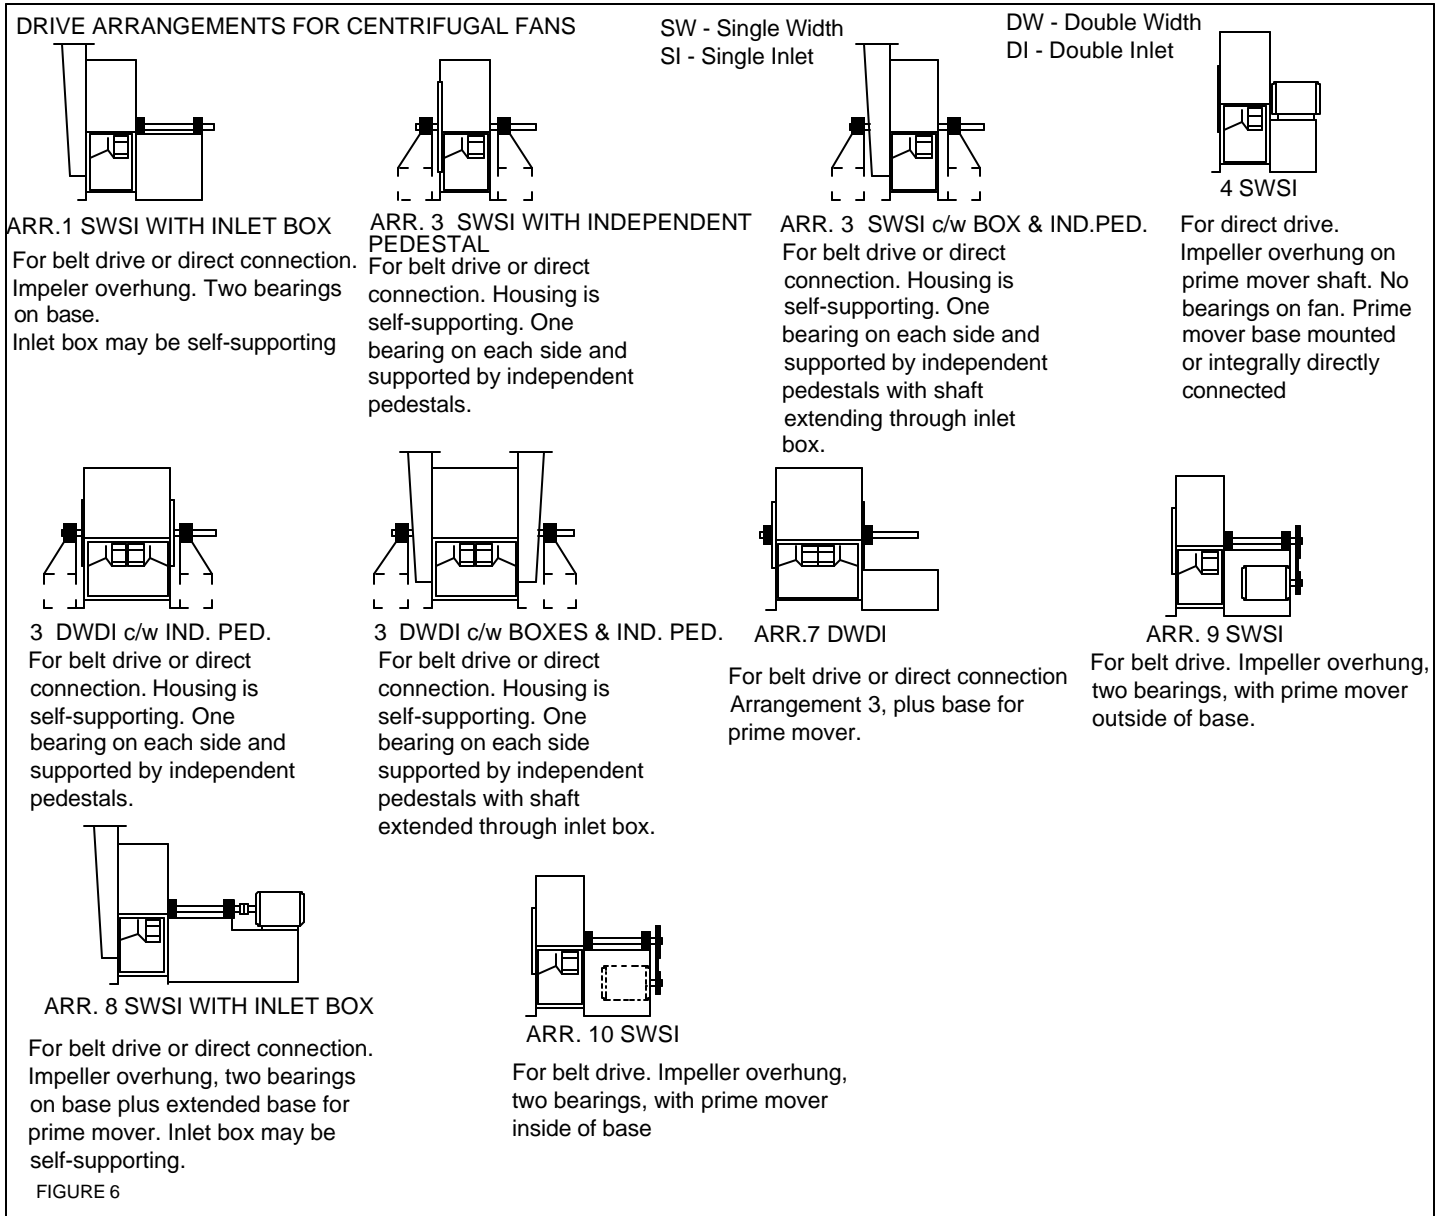 DRIVE ARRANGEMENTS FOR CENTRIFUGAL FANS
SW - Single Width
SI - Single Inlet
DW - Double Width
DI - Double Inlet
ARR.1 SWSI WITH INLET BOX
For belt drive or direct connection.
Impeler overhung. Two bearings
on base.
Inlet box may be self-supporting
ARR. 3 SWSI WITH INDEPENDENT
PEDESTAL
For belt drive or direct
connection. Housing is
self-supporting. One
bearing on each side and
supported by independent
pedestals.
ARR. 3 SWSI c/w BOX & IND.PED.
For belt drive or direct
connection. Housing is
self-supporting. One
bearing on each side and
supported by independent
pedestals with shaft
extending through inlet
box.
4 SWSI
For direct drive.
Impeller overhung on
prime mover shaft. No
bearings on fan. Prime
mover base mounted
or integrally directly
connected
3 DWDI c/w IND. PED.
For belt drive or direct
connection. Housing is
self-supporting. One
bearing on each side and
supported by independent
pedestals.
3 DWDI c/w BOXES & IND. PED.
For belt drive or direct
connection. Housing is
self-supporting. One
bearing on each side
supported by independent
pedestals with shaft
extended through inlet box.
ARR.7 DWDI
For belt drive or direct connection
Arrangement 3, plus base for
prime mover.
ARR. 9 SWSI
For belt drive. Impeller overhung,
two bearings, with prime mover
outside of base.
ARR. 8 SWSI WITH INLET BOX
For belt drive or direct connection.
Impeller overhung, two bearings
on base plus extended base for
prime mover. Inlet box may be
self-supporting.
ARR. 10 SWSI
For belt drive. Impeller overhung,
two bearings, with prime mover
inside of base
FIGURE 6